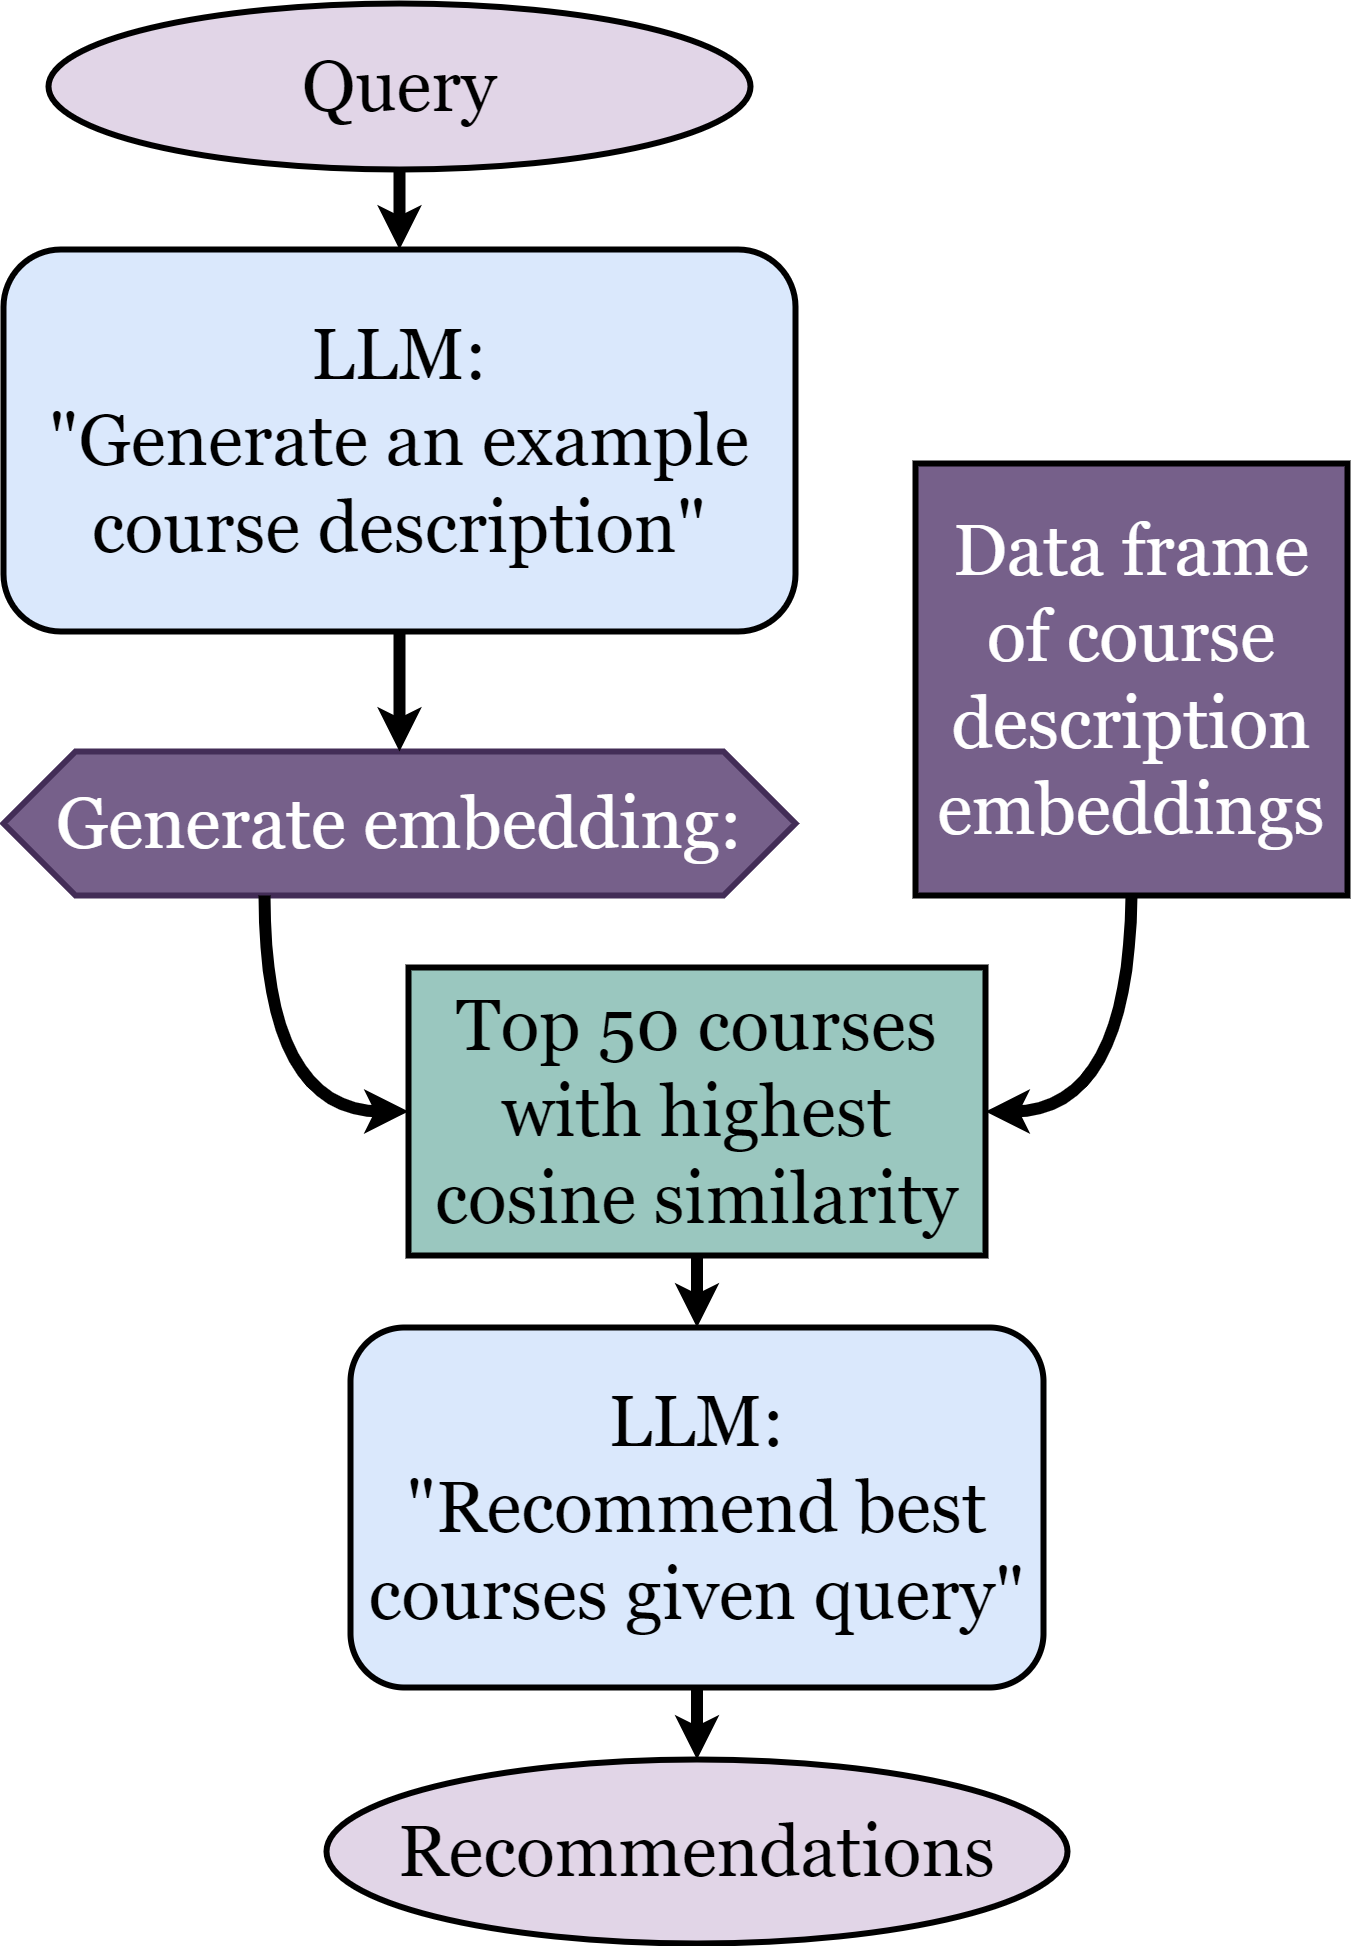 Query
LLM:
"Generate an example
course description"
Data frame
of course
description
embeddings
Generate embedding:
Top 50 courses
with highest
cosine similarity
LLM:
"Recommend best
courses given query"
Recommendations